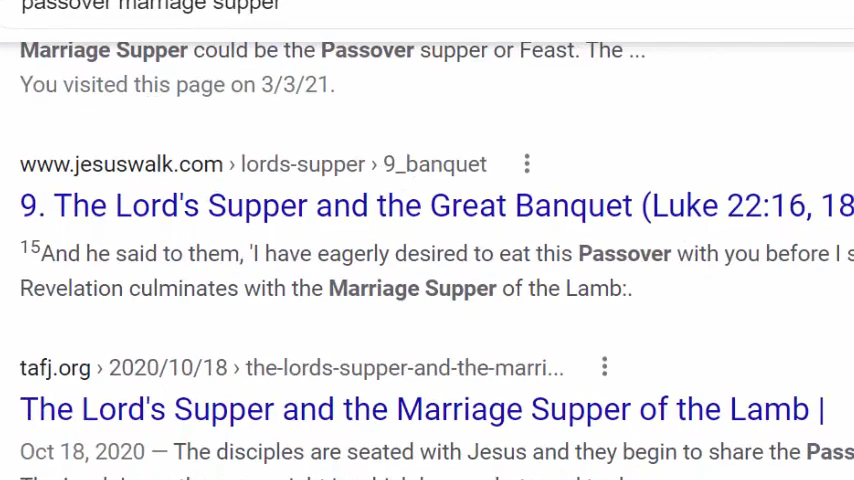 passover marriage supper
Marriage Supper could be the Passover supper or Feast. The ...
You visited this page on 3/3/21.
www.jesuswalk.com › lords-supper › 9_banquet
9. The Lord's Supper and the Great Banquet (Luke 22:16, 18
15And he said to them, 'I have eagerly desired to eat this Passover with you before I s
Revelation culminates with the Marriage Supper of the Lamb:.
tafj.org › 2020/10/18 › the-lords-supper-and-the-marri...
The Lord's Supper and the Marriage Supper of the Lamb |
Oct 18, 2020 — The disciples are seated with Jesus and they begin to share the Pass